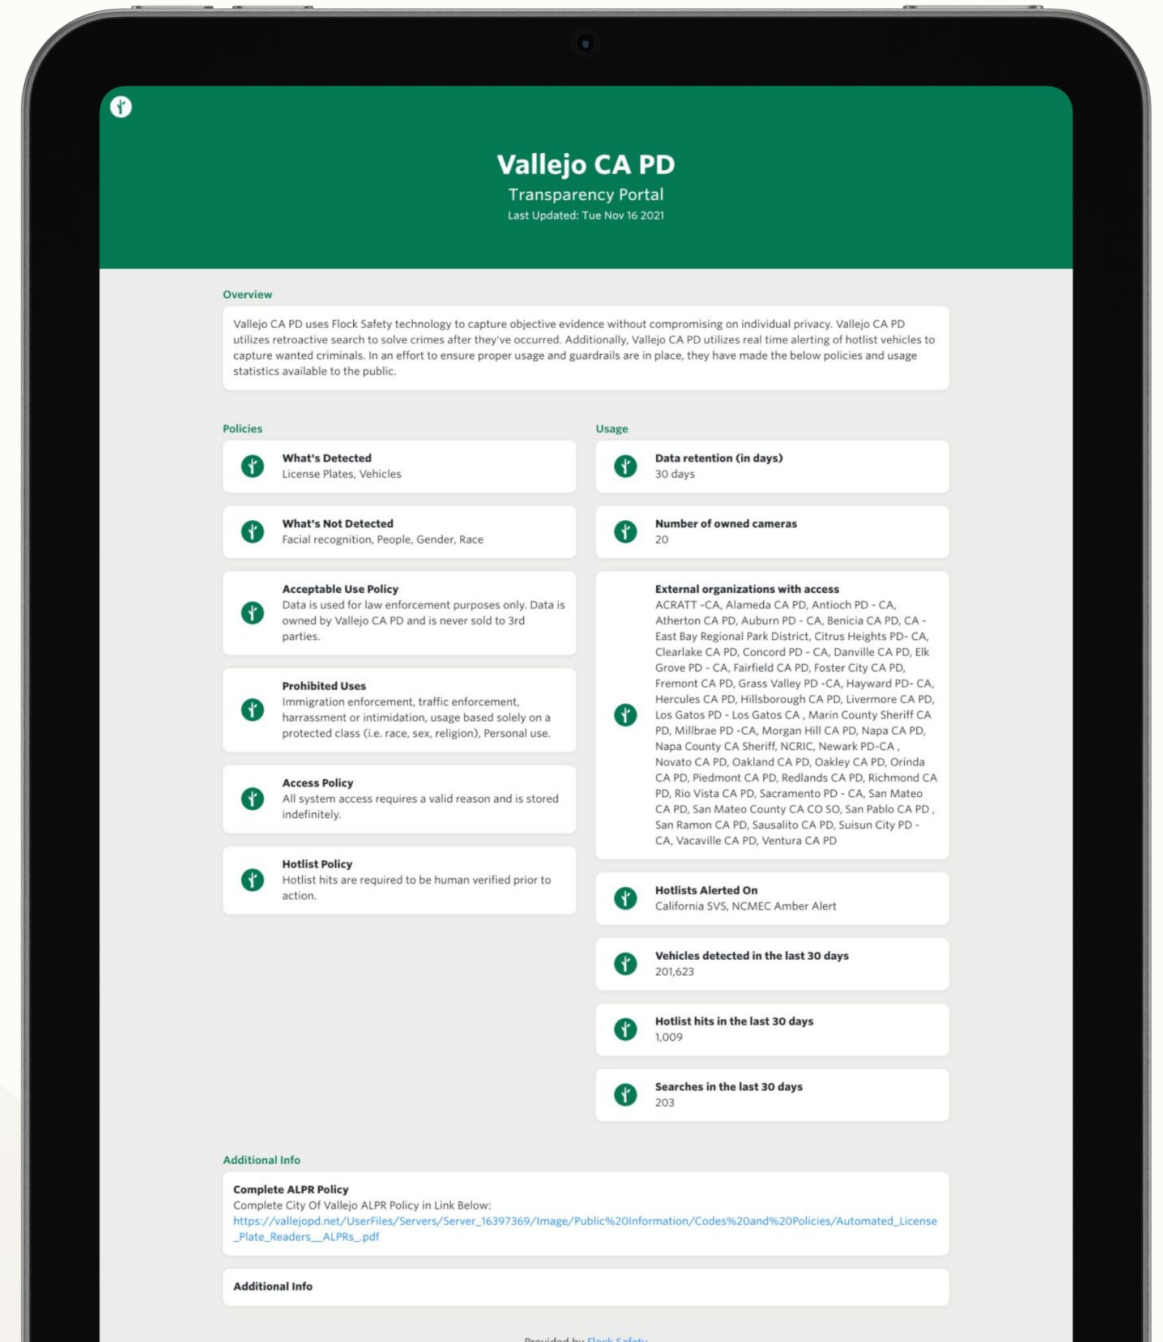 Vallejo CA PD
Transparency Portal
Last Updated: Tue Nov 16 2021
Overview
Vallejo CA PD uses Flock Safety technology to capture objective evidence without compromising on individual privacy. Vallejo CA PD
utilizes retroactive search to solve crimes after they've occurred. Additionally, Vallejo CA PD utilizes real time alerting of hotlist vehicles to
capture wanted criminals. In an effort to ensure proper usage and guardrails are in place, they have made the below policies and usage
statistics available to the public.
Policies
What's Detected
License Plates, Vehicles
What's Not Detected
Facial recognition, People, Gender, Race
Acceptable Use Policy
Data is used for law enforcement purposes only. Data is
owned by Vallejo CA PD and is never sold to 3rd
parties.
Prohibited Uses
Immigration enforcement, traffic enforcement,
harrassment or intimidation, usage based solely on a
protected class (i.e. race, sex, religion), Personal use.
Access Policy
All system access requires a valid reason and is stored
indefinitely.
Hotlist Policy
Hotlist hits are required to be human verified prior to
action.
Usage
Data retention (in days)
30 days
Number of owned cameras
20
External organizations with access
ACRATT -CA, Alameda CA PD, Antioch PD - CA,
Atherton CA PD, Auburn PD - CA, Benicia CA PD, CA -
East Bay Regional Park District, Citrus Heights PD- CA,
Clearlake CA PD, Concord PD - CA, Danville CA PD, Elk
Grove PD - CA, Fairfield CA PD, Foster City CA PD,
Fremont CA PD, Grass Valley PD -CA, Hayward PD- CA,
Hercules CA PD, Hillsborough CA PD, Livermore CA PD,
Los Gatos PD - Los Gatos CA , Marin County Sheriff CA
PD, Millbrae PD -CA, Morgan Hill CA PD, Napa CA PD,
Napa County CA Sheriff, NCRIC, Newark PD-CA ,
Novato CA PD, Oakland CA PD, Oakley CA PD, Orinda
CA PD, Piedmont CA PD, Redlands CA PD, Richmond CA
PD, Rio Vista CA PD, Sacramento PD - CA, San Mateo
CA PD, San Mateo County CA CO SO, San Pablo CA PD ,
San Ramon CA PD, Sausalito CA PD, Suisun City PD -
CA, Vacaville CA PD, Ventura CA PD
Hotlists Alerted On
California SVS, NCMEC Amber Alert
Vehicles detected in the last 30 days
201,623
Hotlist hits in the last 30 days
1,009
Searches in the last 30 days
203
Additional Info
Complete ALPR Policy
Complete City Of Vallejo ALPR Policy in Link Below:
https://vallejopd.net/UserFiles/Servers/Server_16397369/Image/Public%20Information/Codes%20and%20Policies/Automated_License
_Plate_Readers__ALPRs_.pdf
Additional Info
Provided by Flock Safety